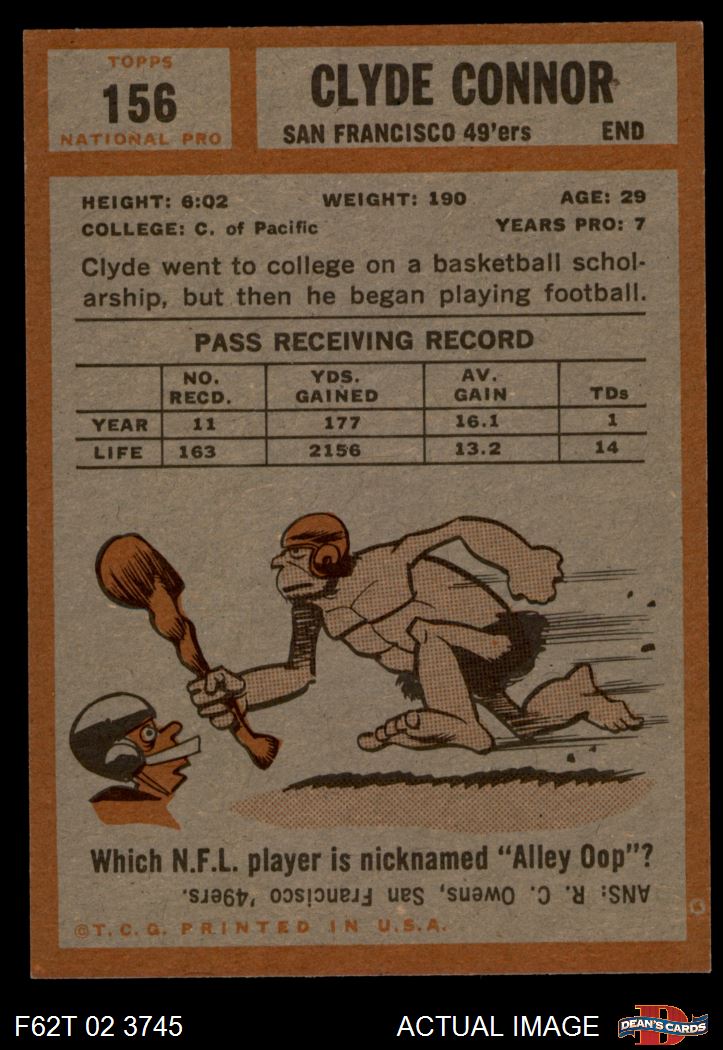 TOPPS
156
NATIONAL PRO
CLYDE CONNOR
SAN FRANCISCO 49'ers END
HEIGHT: 6:02 WEIGHT: 190 AGE: 29
COLLEGE: C. of Pacific YEARS PRO: 7
Clyde went to college on a basketball schol-
arship, but then he began playing football.
PASS RECEIVING RECORD
NO. RECD. YDS. GAINED AV. GAIN TDs
YEAR 11 177 16.1 1
LIFE 163 2156 13.2 14
Which N.F.L. player is nicknamed "Alley Oop"?
ANS: R. C. Owens, San Francisco '49ers.
©T.C.G. PRINTED IN U.S.A.
F62T 02 3745
ACTUAL IMAGE
D
DEAN'S CARDS